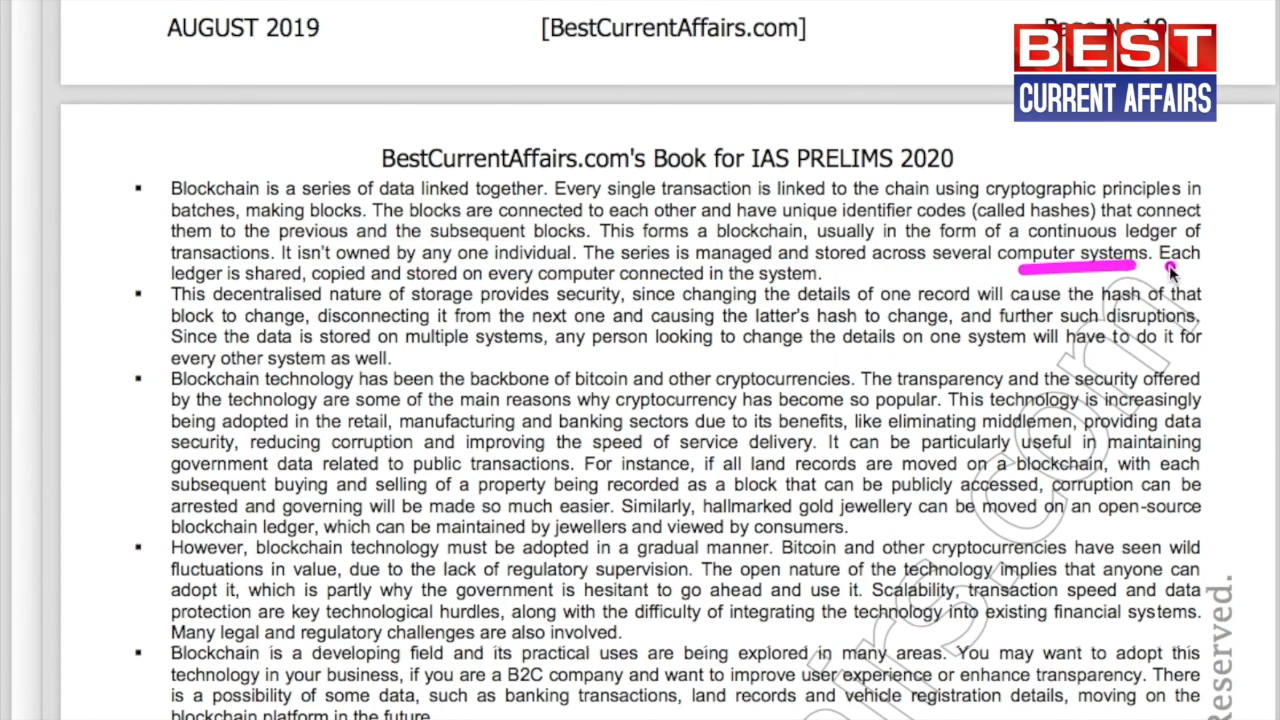 AUGUST 2019 [BestCurrentAffairs.com]
BEST
CURRENT AFFAIRS
BestCurrentAffairs.com's Book for IAS PRELIMS 2020
▪ Blockchain is a series of data linked together. Every single transaction is linked to the chain using cryptographic principles in
batches, making blocks. The blocks are connected to each other and have unique identifier codes (called hashes) that connect
them to the previous and the subsequent blocks. This forms a blockchain, usually in the form of a continuous ledger of
transactions. It isn't owned by any one individual. The series is managed and stored across several computer systems. Each
ledger is shared, copied and stored on every computer connected in the system.
▪ This decentralised nature of storage provides security, since changing the details of one record will cause the hash of that
block to change, disconnecting it from the next one and causing the latter's hash to change, and further such disruptions.
Since the data is stored on multiple systems, any person looking to change the details on one system will have to do it for
every other system as well.
▪ Blockchain technology has been the backbone of bitcoin and other cryptocurrencies. The transparency and the security offered
by the technology are some of the main reasons why cryptocurrency has become so popular. This technology is increasingly
being adopted in the retail, manufacturing and banking sectors due to its benefits, like eliminating middlemen, providing data
security, reducing corruption and improving the speed of service delivery. It can be particularly useful in maintaining
government data related to public transactions. For instance, if all land records are moved on a blockchain, with each
subsequent buying and selling of a property being recorded as a block that can be publicly accessed, corruption can be
arrested and governing will be made so much easier. Similarly, hallmarked gold jewellery can be moved on an open-source
blockchain ledger, which can be maintained by jewellers and viewed by consumers.
▪ However, blockchain technology must be adopted in a gradual manner. Bitcoin and other cryptocurrencies have seen wild
fluctuations in value, due to the lack of regulatory supervision. The open nature of the technology implies that anyone can
adopt it, which is partly why the government is hesitant to go ahead and use it. Scalability, transaction speed and data
protection are key technological hurdles, along with the difficulty of integrating the technology into existing financial systems.
Many legal and regulatory challenges are also involved.
▪ Blockchain is a developing field and its practical uses are being explored in many areas. You may want to adopt this
technology in your business, if you are a B2C company and want to improve user experience or enhance transparency. There
is a possibility of some data, such as banking transactions, land records and vehicle registration details, moving on the
blockchain platform in the future.
airs.com
Reserved.